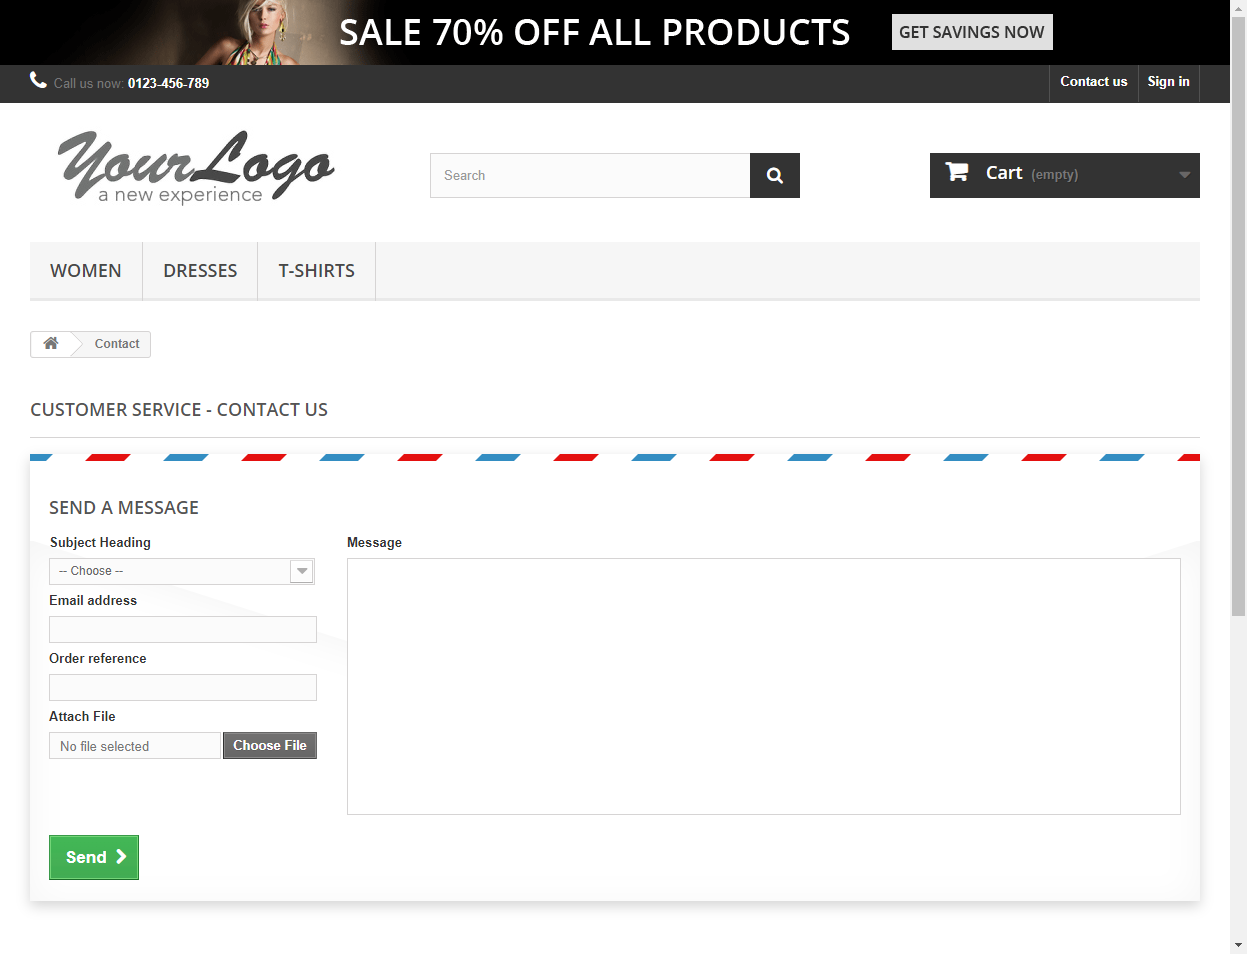 SALE 70% OFF ALL PRODUCTS GET SAVINGS NOW
Call us now: 0123-456-789 Contact us Sign in
YourLogo
a new experience
Search
Cart (empty)
WOMEN DRESSES T-SHIRTS
Contact
CUSTOMER SERVICE - CONTACT US
SEND A MESSAGE
Subject Heading
-- Choose --
Email address
Order reference
Attach File
No file selected Choose File
Message
Send